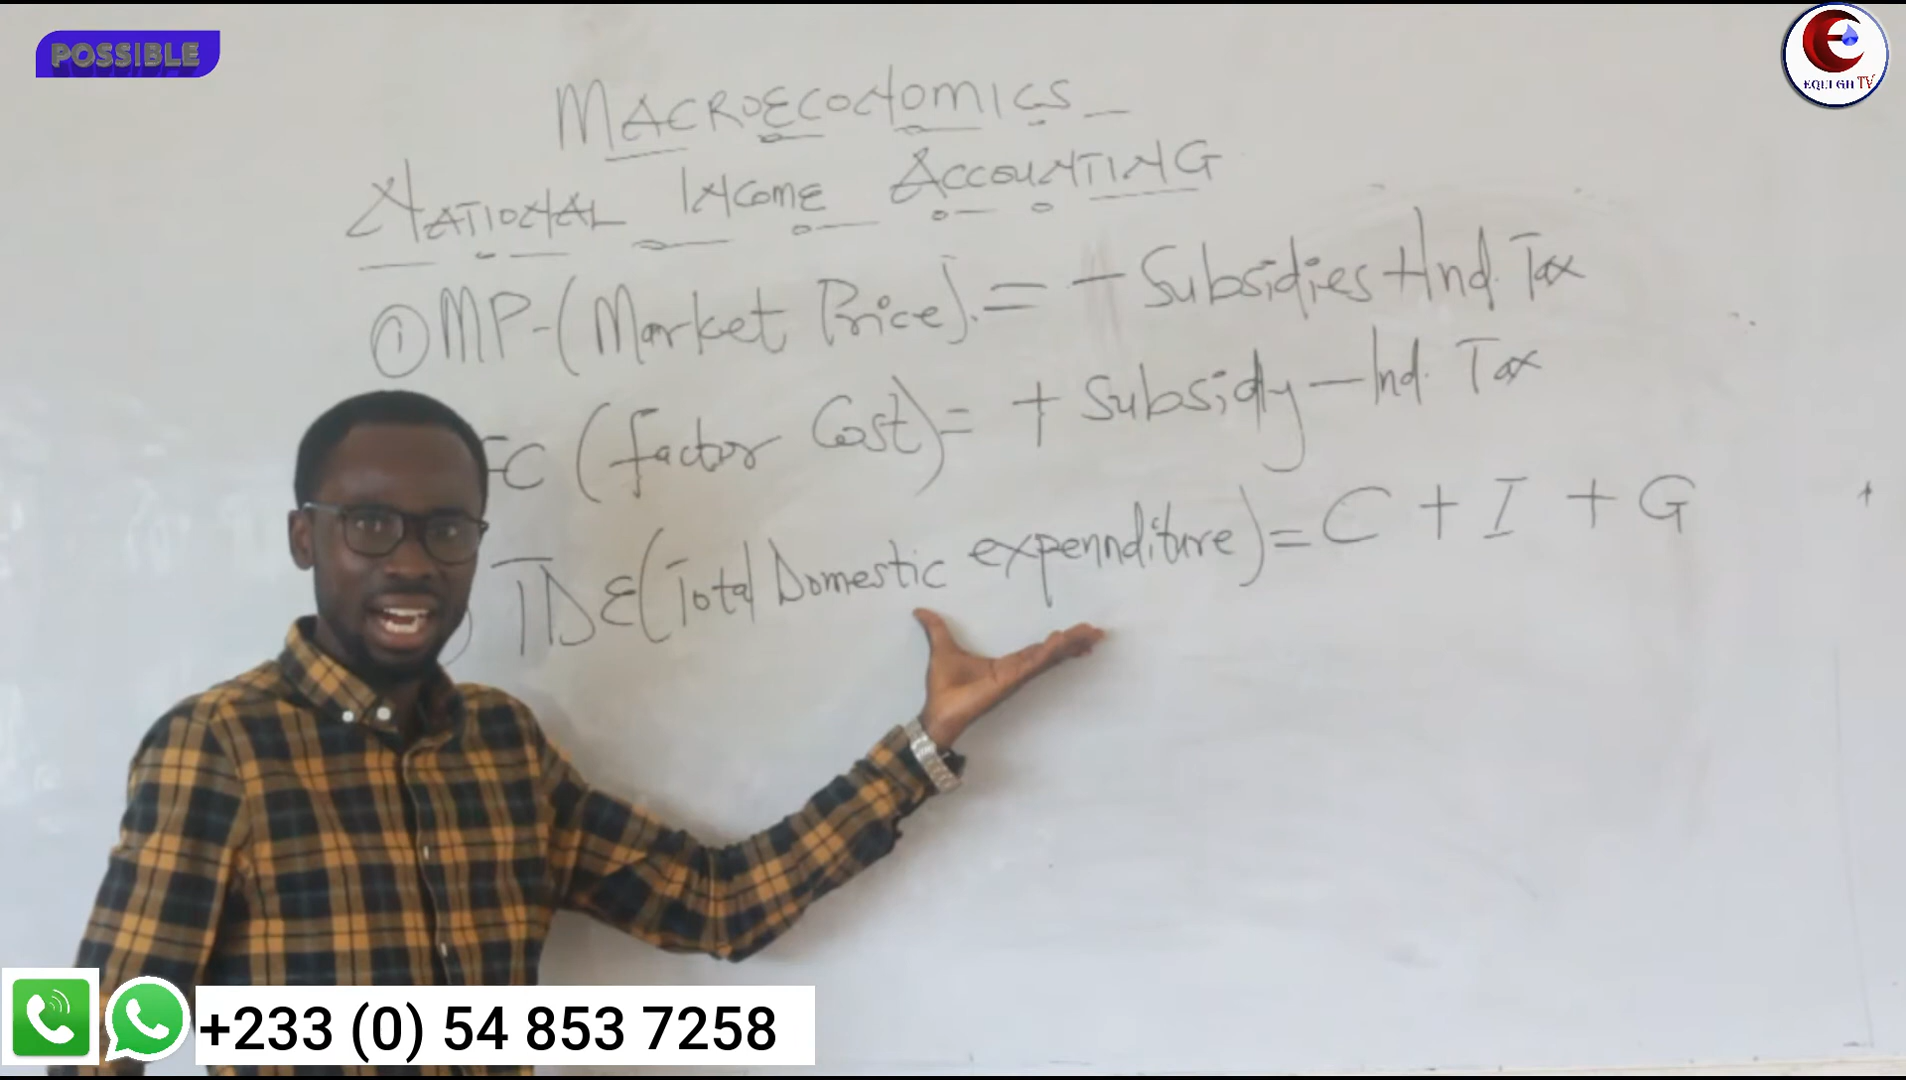 POSSIBLE
EQUI GH TV
MACROECONOMICS
NATIONAL INCOME ACCOUNTING
① MP-(Market Price). = - Subsidies + Ind. Tax
FC (factor Cost) = + Subsidy - Ind. Tax
TDE (Total Domestic expennditure) = C + I + G
+233 (0) 54 853 7258